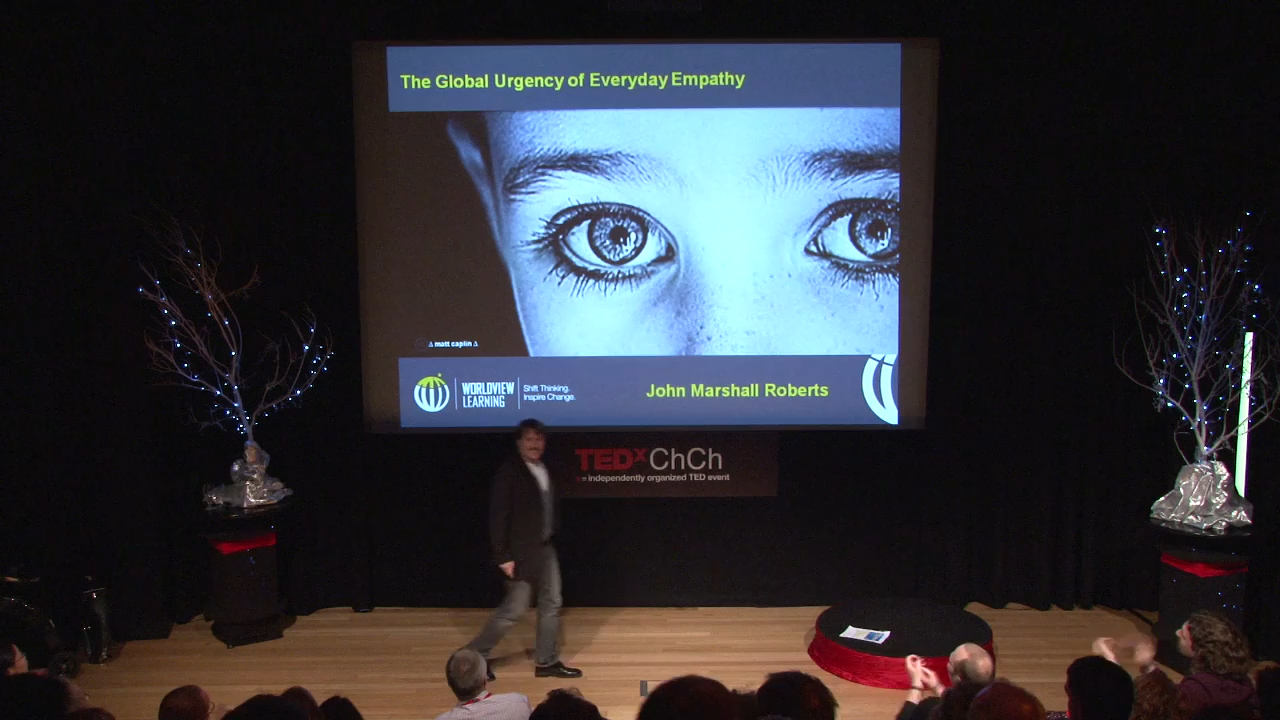 The Global Urgency of Everyday Empathy
matt caplin
WORLDVIEW
LEARNING
Shift Thinking.
Inspire Change.
John Marshall Roberts
TEDxChCh
x = independently organized TED event